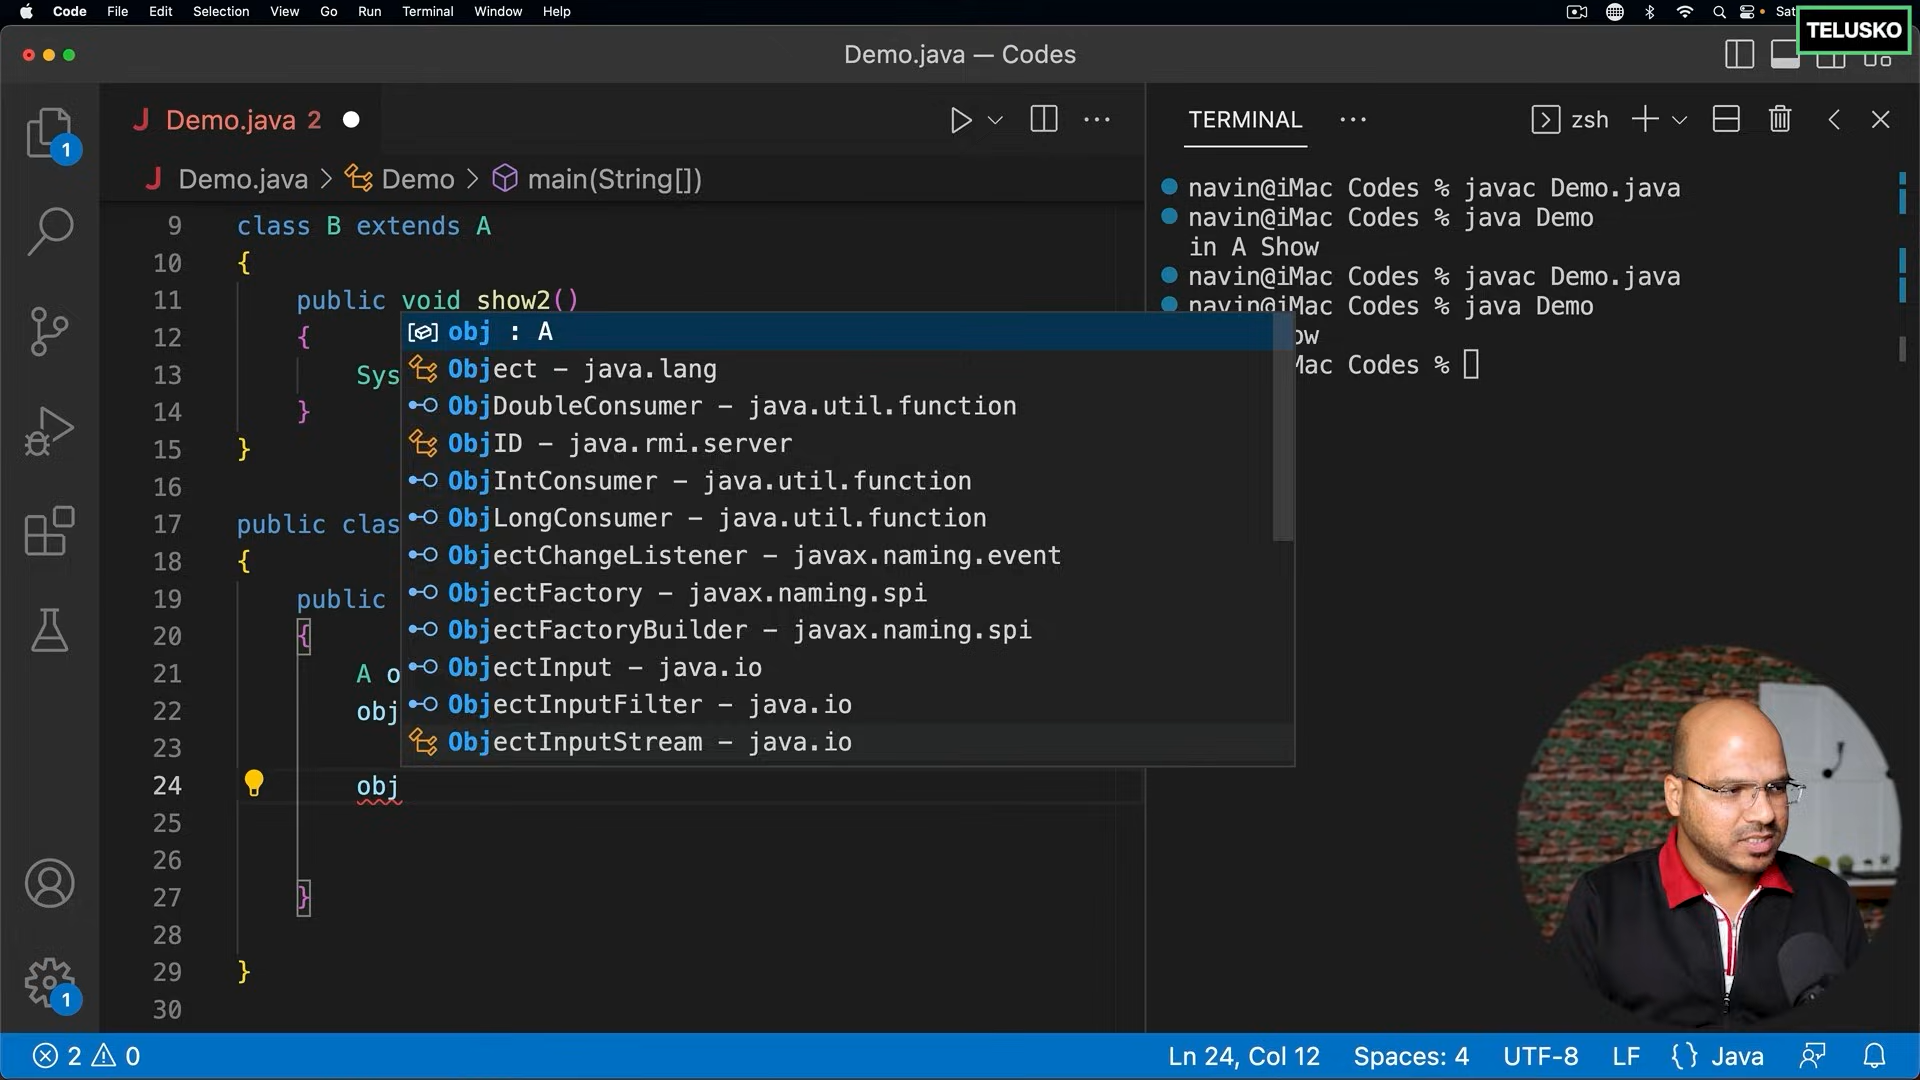 Code File Edit Selection View Go Run Terminal Window Help
Sat
TELUSKO
Demo.java — Codes
1
Demo.java 2
Demo.java > Demo > main(String[])
9 class B extends A
10 {
11 public void show2()
12 {
13 Sys
14 }
15 }
16
17 public clas
18 {
19 public
20 {
21 A o
22 obj
23
24 obj
25
26
27 }
28
29 }
30
obj : A
Object – java.lang
ObjDoubleConsumer – java.util.function
ObjID – java.rmi.server
ObjIntConsumer – java.util.function
ObjLongConsumer – java.util.function
ObjectChangeListener – javax.naming.event
ObjectFactory – javax.naming.spi
ObjectFactoryBuilder – javax.naming.spi
ObjectInput – java.io
ObjectInputFilter – java.io
ObjectInputStream – java.io
TERMINAL
zsh
navin@iMac Codes % javac Demo.java
navin@iMac Codes % java Demo
in A Show
navin@iMac Codes % javac Demo.java
navin@iMac Codes % java Demo
ow
Mac Codes %
1
2 0
Ln 24, Col 12 Spaces: 4 UTF-8 LF {} Java